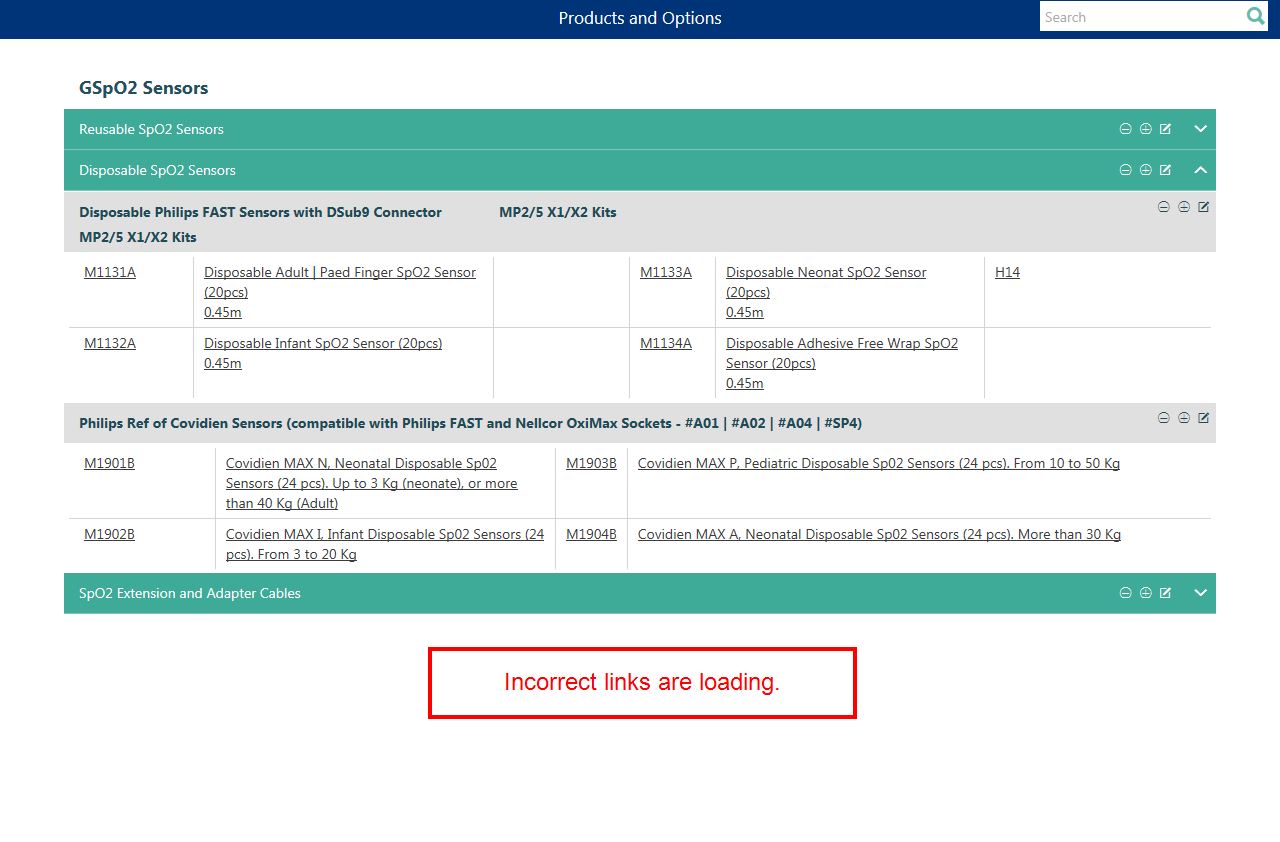 Products and Options
Search
GSpO2 Sensors
Reusable SpO2 Sensors
Disposable SpO2 Sensors
Disposable Philips FAST Sensors with DSub9 Connector MP2/5 X1/X2 Kits
MP2/5 X1/X2 Kits
M1131A
Disposable Adult | Paed Finger SpO2 Sensor
(20pcs)
0.45m
M1133A
Disposable Neonat SpO2 Sensor
(20pcs)
0.45m
H14
M1132A
Disposable Infant SpO2 Sensor (20pcs)
0.45m
M1134A
Disposable Adhesive Free Wrap SpO2
Sensor (20pcs)
0.45m
Philips Ref of Covidien Sensors (compatible with Philips FAST and Nellcor OxiMax Sockets - #A01 | #A02 | #A04 | #SP4)
M1901B
Covidien MAX N, Neonatal Disposable Sp02
Sensors (24 pcs). Up to 3 Kg (neonate), or more
than 40 Kg (Adult)
M1903B
Covidien MAX P, Pediatric Disposable Sp02 Sensors (24 pcs). From 10 to 50 Kg
M1902B
Covidien MAX I, Infant Disposable Sp02 Sensors (24
pcs). From 3 to 20 Kg
M1904B
Covidien MAX A, Neonatal Disposable Sp02 Sensors (24 pcs). More than 30 Kg
SpO2 Extension and Adapter Cables
Incorrect links are loading.